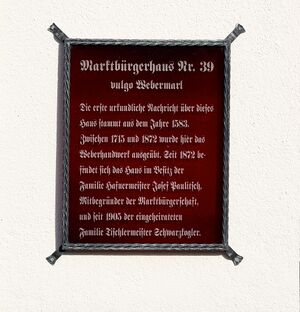 Marktbürgerhaus Nr. 39
vulgo Webermartl
Die erste urkundliche Nachricht über dieses
Haus stammt aus dem Jahre 1583.
Zwischen 1715 und 1872 wurde hier das
Weberhandwerk ausgeübt. Seit 1872 be-
findet sich das Haus im Besitz der
Familie Hafnermeister Josef Paulitsch,
Mitbegründer der Marktbürgerschaft,
und seit 1905 der eingeheirateten
Familie Tischlermeister Schwarzkogler.